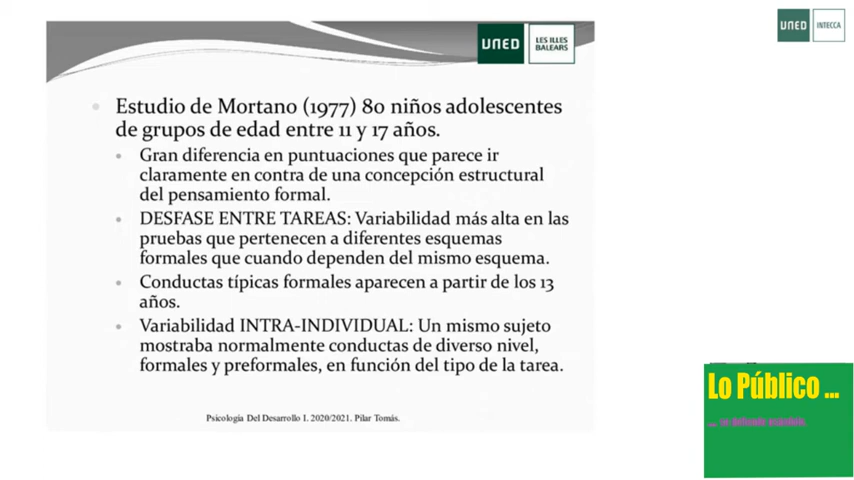 UNED
LES ILLES
BALEARS
UNED
INTECCA
Estudio de Mortano (1977) 80 niños adolescentes
de grupos de edad entre 11 y 17 años.
Gran diferencia en puntuaciones que parece ir
claramente en contra de una concepción estructural
del pensamiento formal.
DESFASE ENTRE TAREAS: Variabilidad más alta en las
pruebas que pertenecen a diferentes esquemas
formales que cuando dependen del mismo esquema.
Conductas típicas formales aparecen a partir de los 13
años.
Variabilidad INTRA-INDIVIDUAL: Un mismo sujeto
mostraba normalmente conductas de diverso nivel,
formales y preformales, en función del tipo de la tarea.
Psicología Del Desarrollo I. 2020/2021. Pilar Tomás.
Lo Público ...